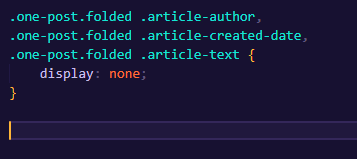 .one-post.folded .article-author,
.one-post.folded .article-created-date,
.one-post.folded .article-text {
    display: none;
}